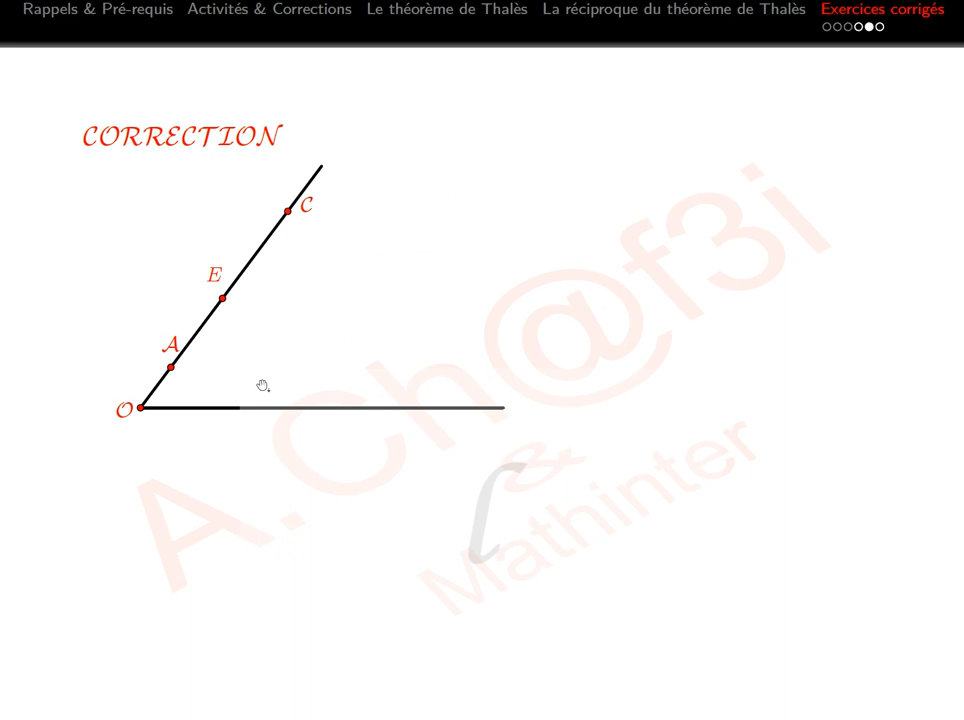 Rappels & Pré-requis Activités & Corrections Le théorème de Thalès La réciproque du théorème de Thalès Exercices corrigés
CORRECTION
C
E
A
O
A.Ch@f3i
&
Mathinter